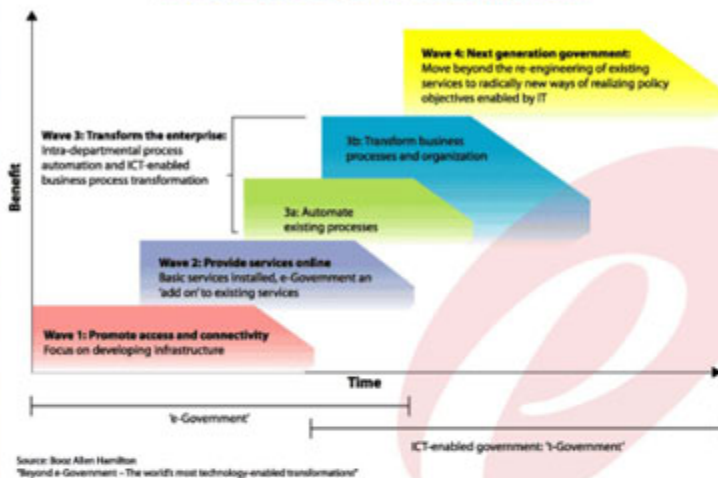 Wave 4: Next generation government:
Move beyond the re-engineering of existing
services to radically new ways of realizing policy
objectives enabled by IT
Wave 3: Transform the enterprise:
Intra-departmental process
automation and ICT-enabled
business process transformation
3b: Transform business
processes and organization
3a: Automate
existing processes
Wave 2: Provide services online
Basic services installed, e-Government an
'add on' to existing services
Wave 1: Promote access and connectivity
Focus on developing infrastructure
Benefit
Time
'e-Government'
ICT-enabled government: 't-Government'
Source: Booz Allen Hamilton
"Beyond e-Government – The world's most technology-enabled transformations"